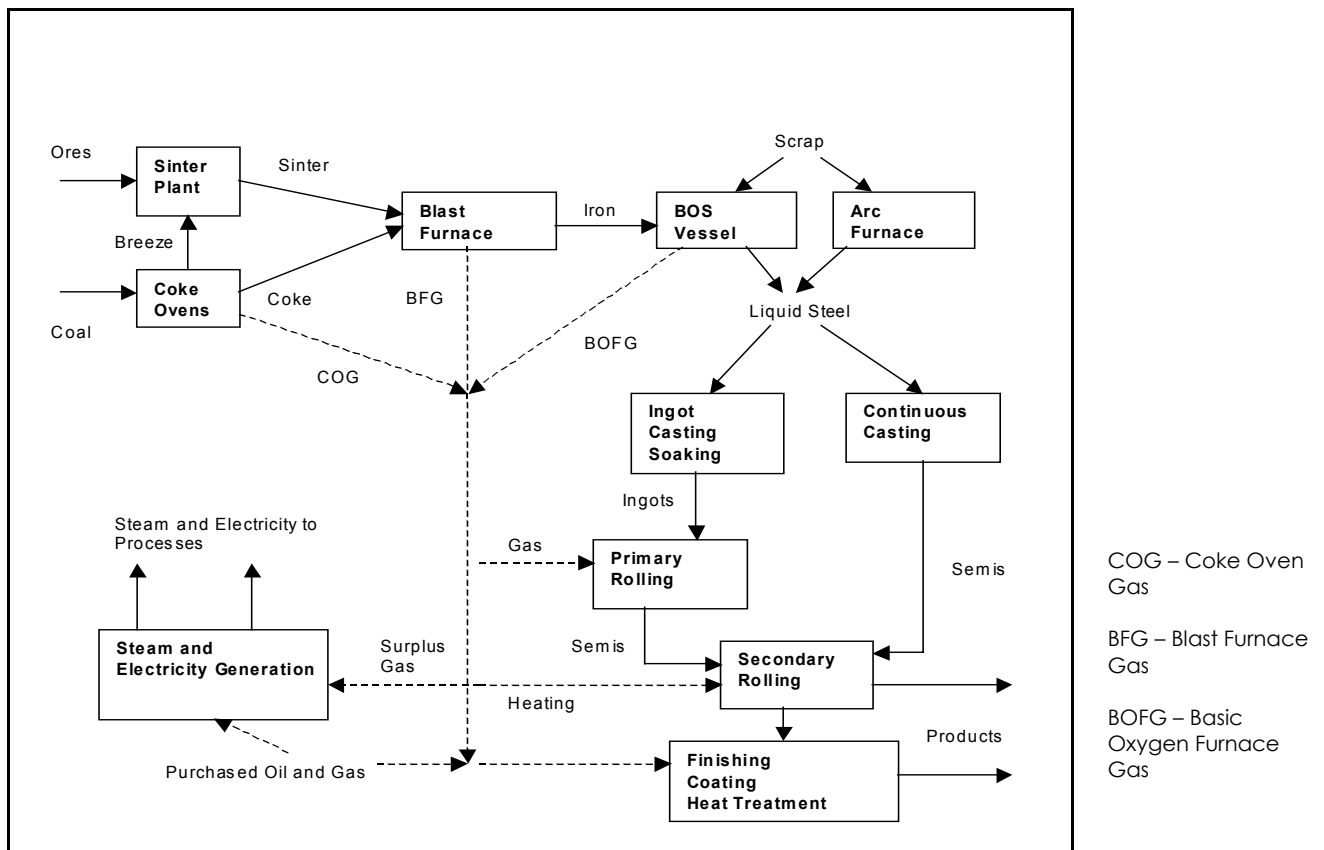 Scrap
Ores
Sinter
Plant
Sinter
Blast
Furnace
Iron
BOS
Vessel
Arc
Furnace
Breeze
Coke
Ovens
Coke
BFG
Coal
Liquid Steel
BOFG
COG
Ingot
Casting
Soaking
Continuous
Casting
Ingots
Steam and Electricity to
Processes
Gas
Primary
Rolling
Semis
Steam and
Electricity Generation
Surplus
Gas
Semis
Secondary
Rolling
Heating
Products
Purchased Oil and Gas
Finishing
Coating
Heat Treatment
COG – Coke Oven
Gas
BFG – Blast Furnace
Gas
BOFG – Basic
Oxygen Furnace
Gas